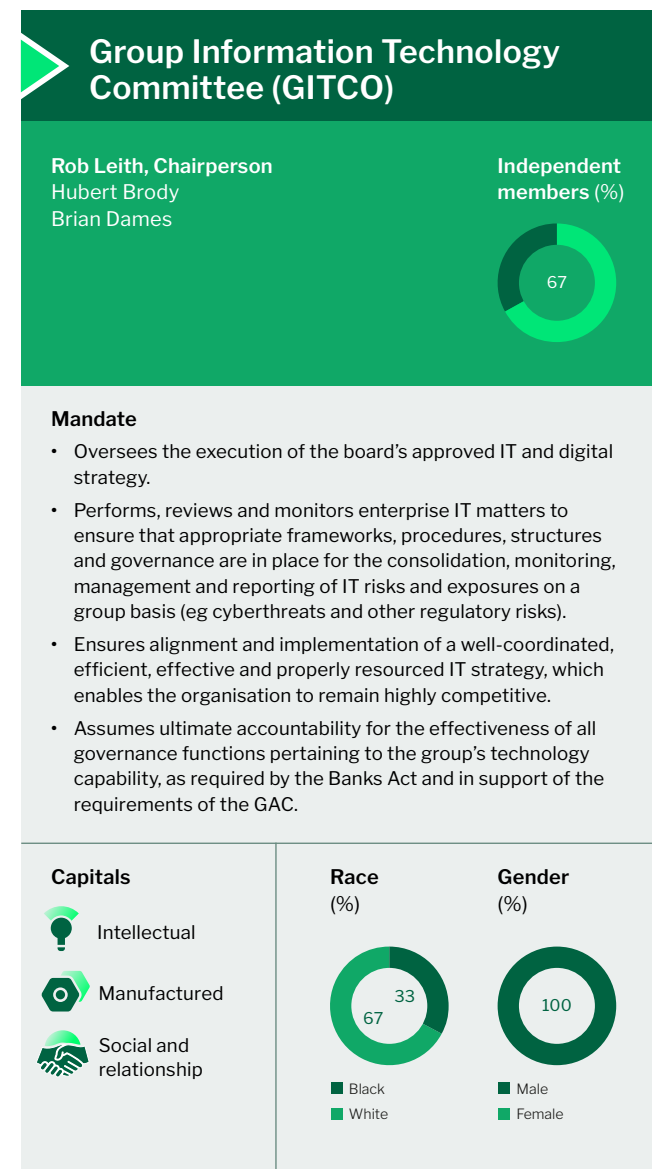 Group Information Technology
Committee (GITCO)
Rob Leith, Chairperson
Hubert Brody
Brian Dames
Independent
members (%)
67
Mandate
• Oversees the execution of the board’s approved IT and digital
strategy.
• Performs, reviews and monitors enterprise IT matters to
ensure that appropriate frameworks, procedures, structures
and governance are in place for the consolidation, monitoring,
management and reporting of IT risks and exposures on a
group basis (eg cyberthreats and other regulatory risks).
• Ensures alignment and implementation of a well-coordinated,
efficient, effective and properly resourced IT strategy, which
enables the organisation to remain highly competitive.
• Assumes ultimate accountability for the effectiveness of all
governance functions pertaining to the group’s technology
capability, as required by the Banks Act and in support of the
requirements of the GAC.
Capitals
Intellectual
Manufactured
Social and
relationship
Race
(%)
33
67
Black
White
Gender
(%)
100
Male
Female